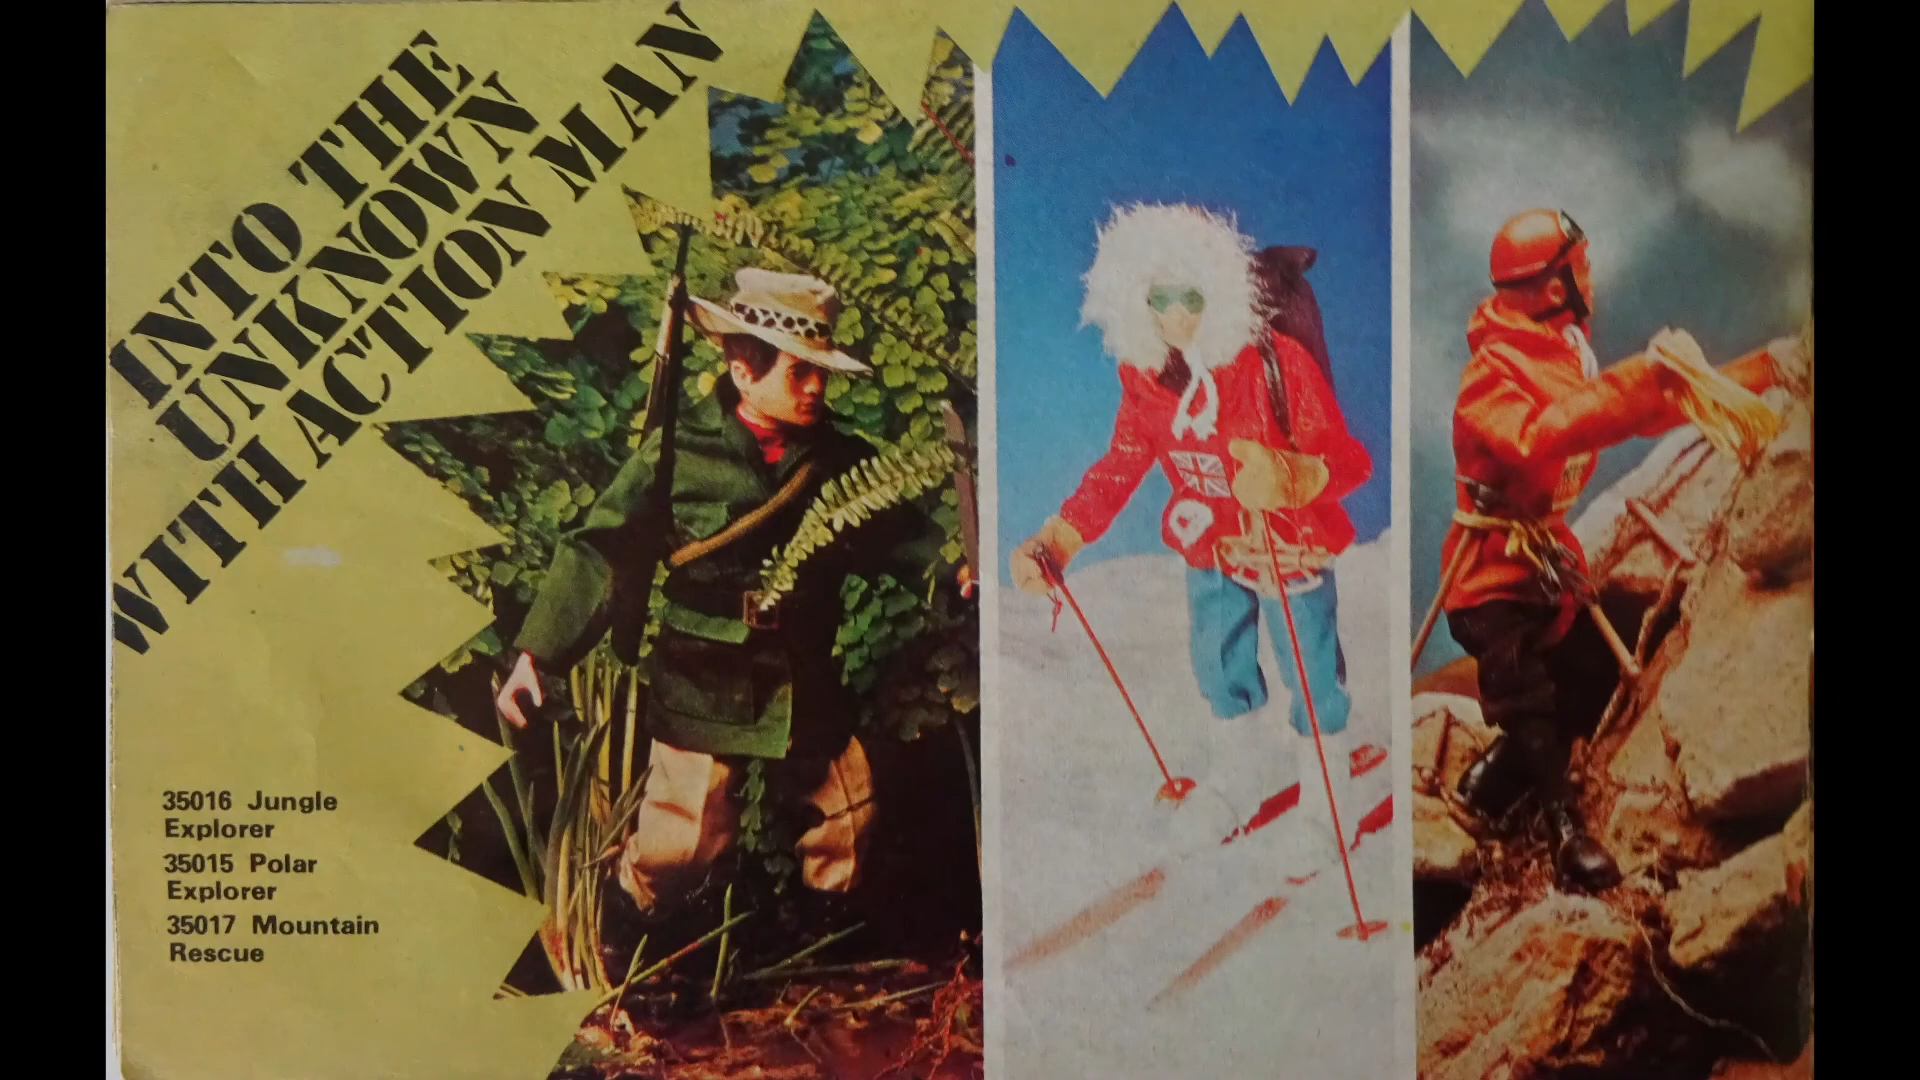 INTO THE
UNKNOWN
WITH ACTION MAN
35016 Jungle
Explorer
35015 Polar
Explorer
35017 Mountain
Rescue